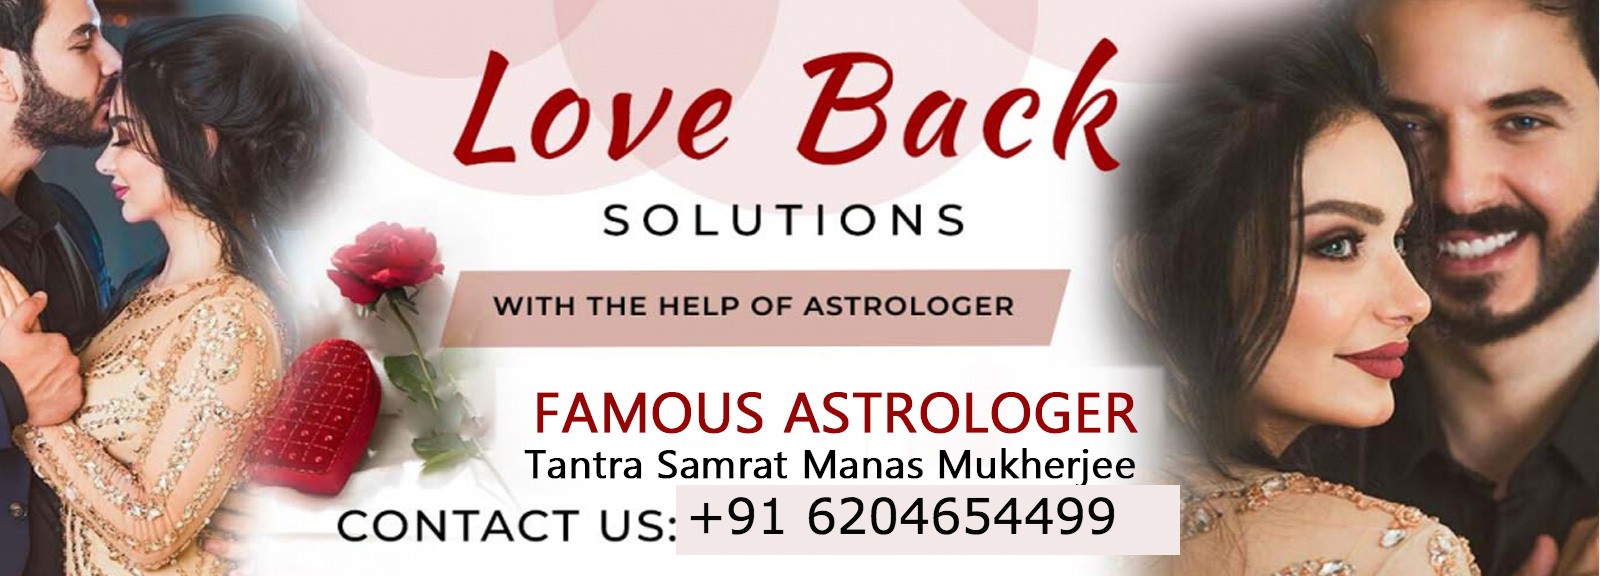 Love Back
SOLUTIONS
WITH THE HELP OF ASTROLOGER
FAMOUS ASTROLOGER
Tantra Samrat Manas Mukherjee
CONTACT US: +91 6204654499